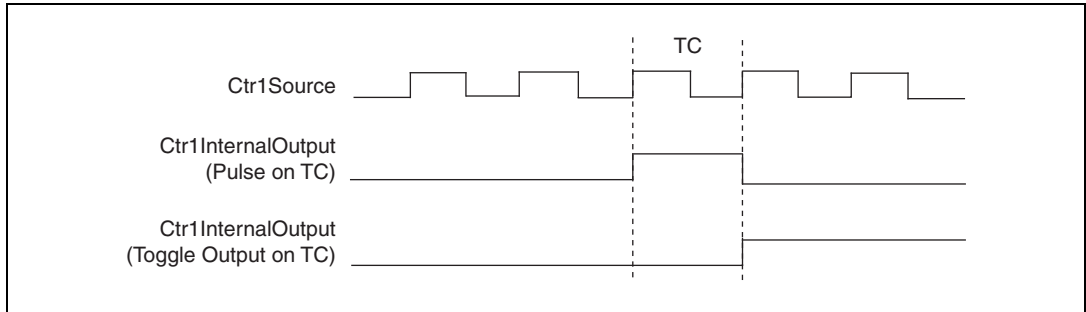 TC
Ctr1Source
Ctr1InternalOutput
(Pulse on TC)
Ctr1InternalOutput
(Toggle Output on TC)